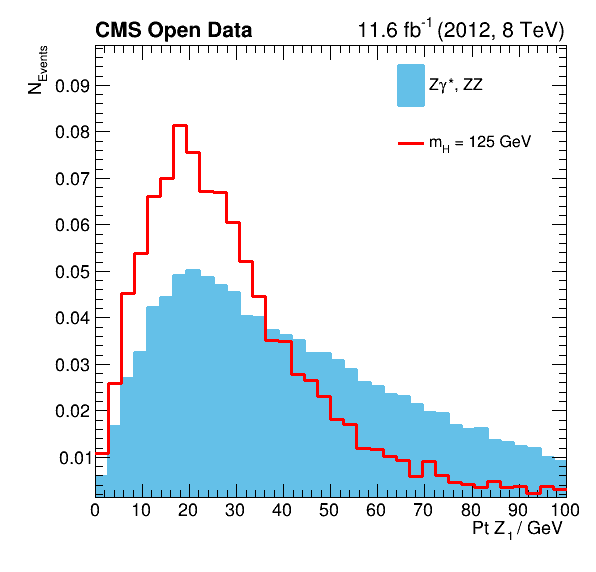 CMS Open Data
11.6 fb⁻¹ (2012, 8 TeV)
N_Events
0.09
0.08
0.07
0.06
0.05
0.04
0.03
0.02
0.01
Zγ*, ZZ
m_H = 125 GeV
0 10 20 30 40 50 60 70 80 90 100
Pt Z₁ / GeV